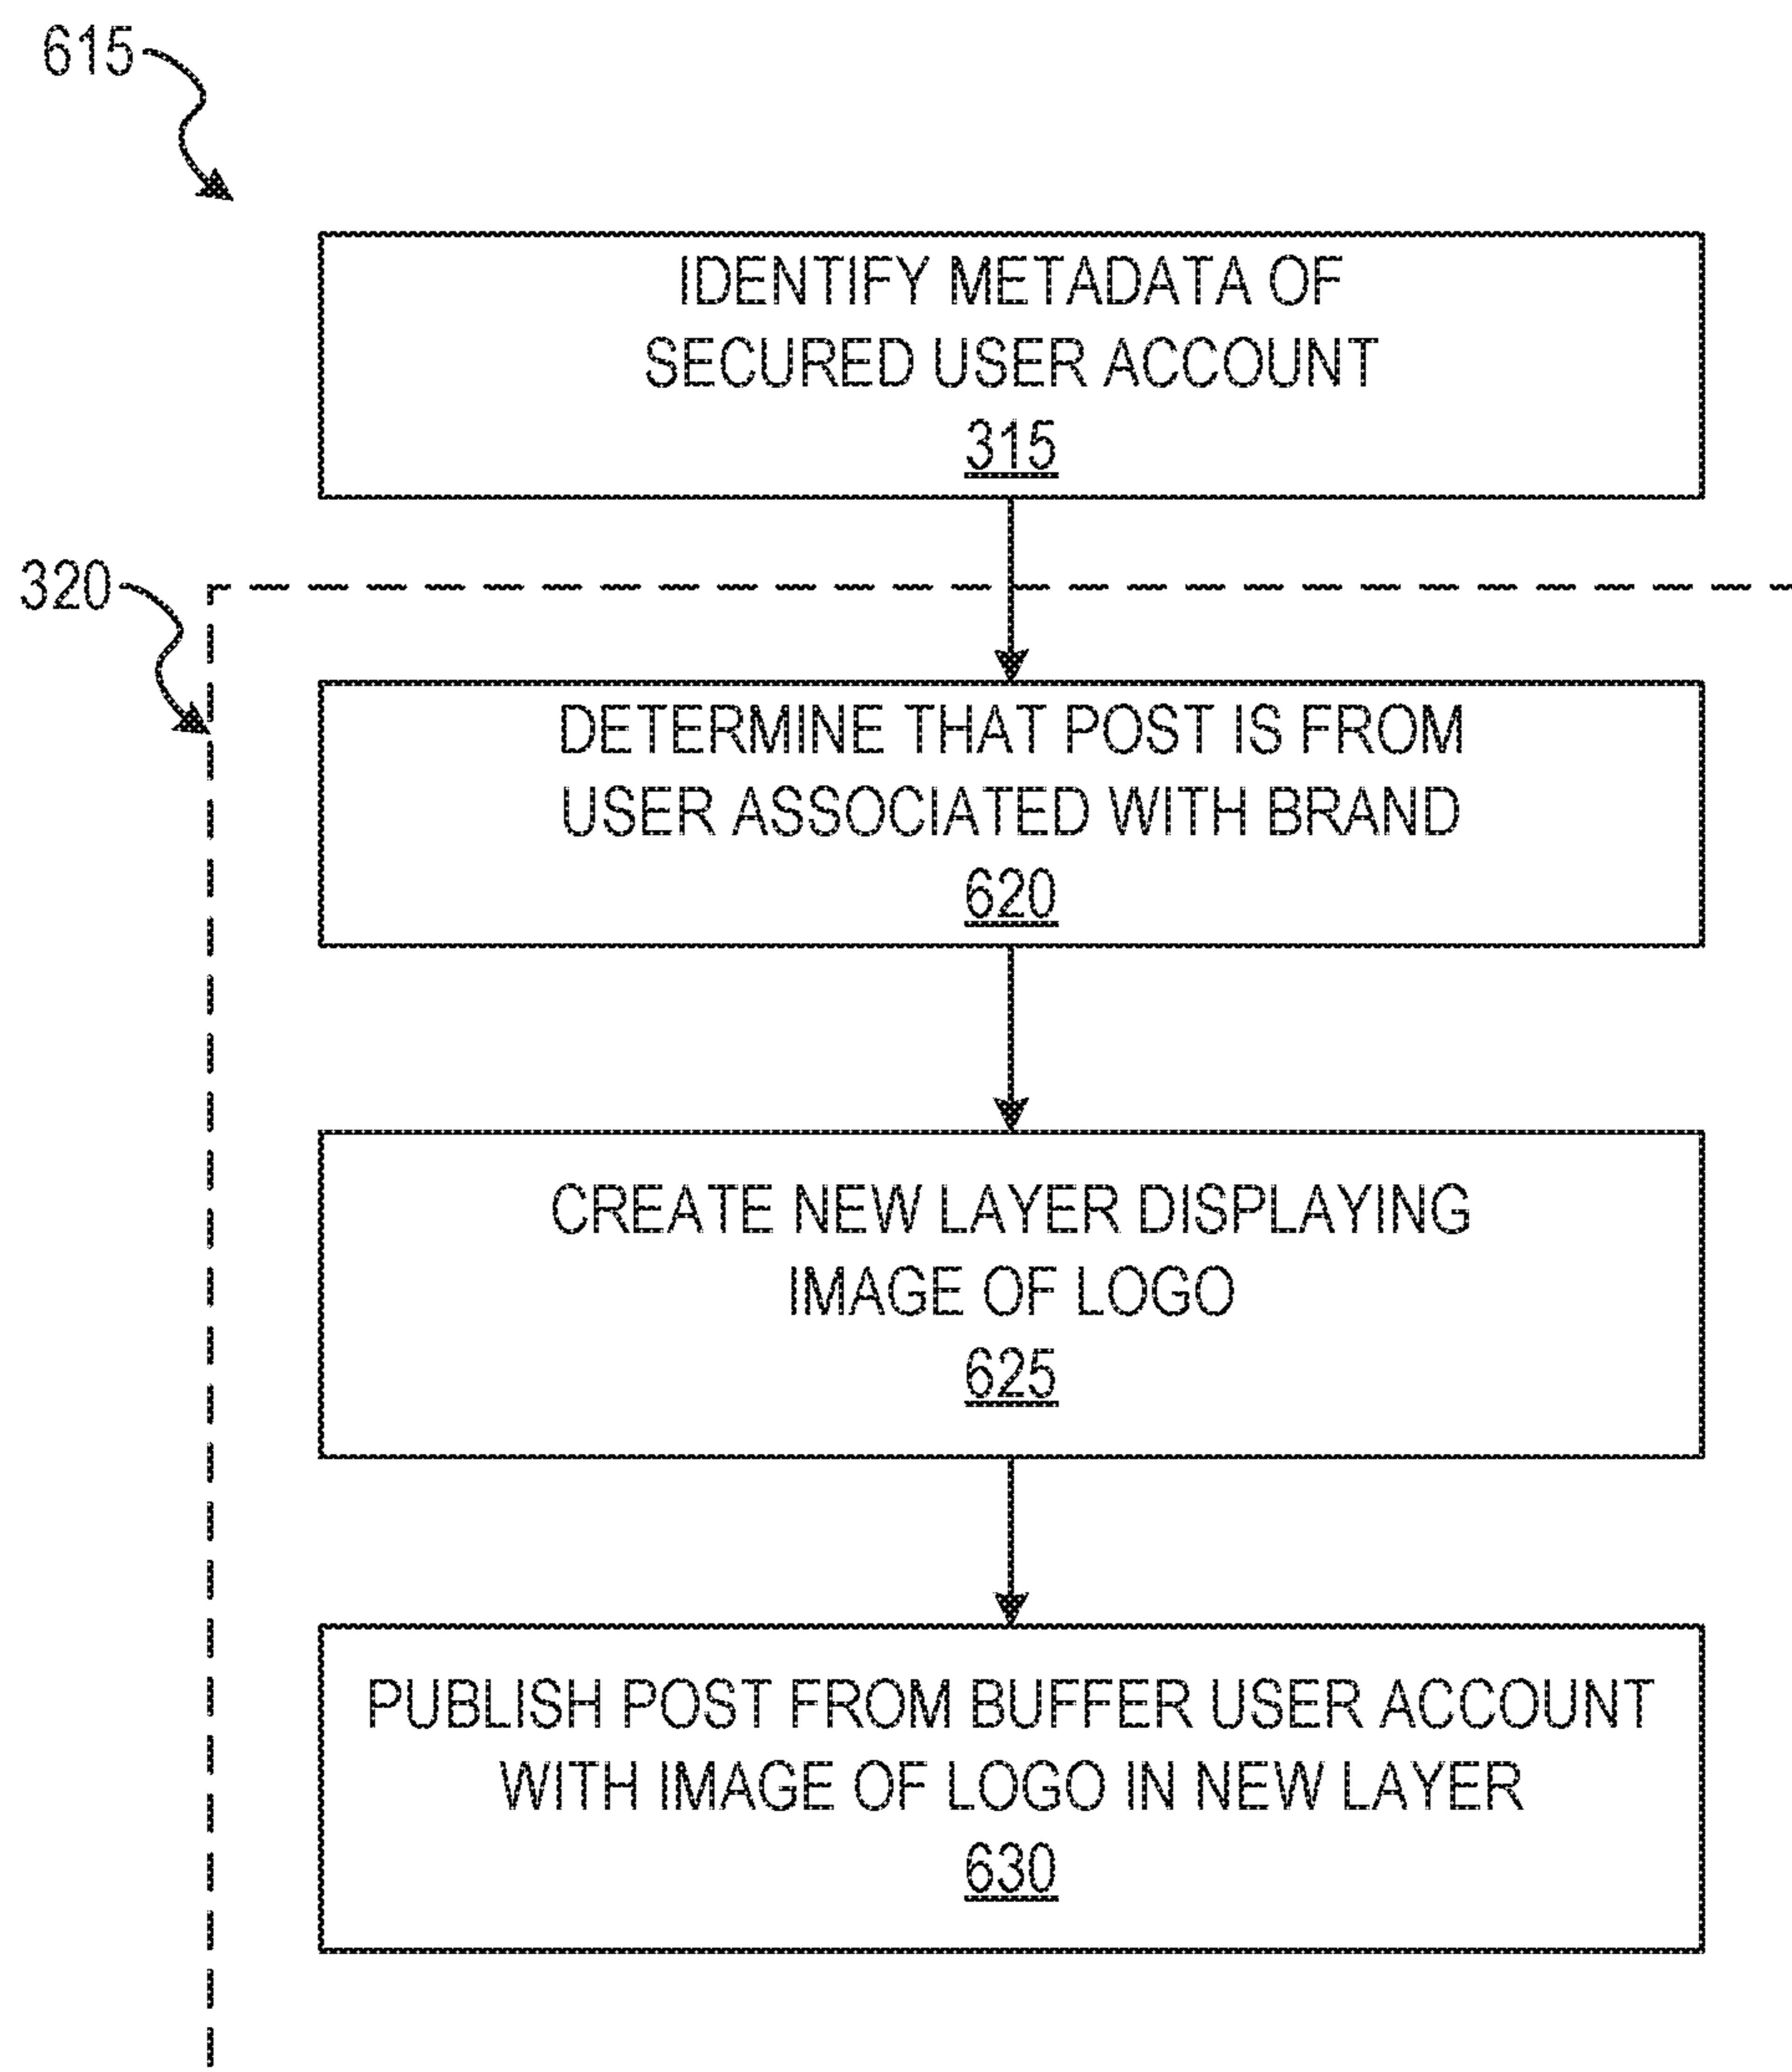 615
IDENTIFY METADATA OF
SECURED USER ACCOUNT
315
320
DETERMINE THAT POST IS FROM
USER ASSOCIATED WITH BRAND
620
CREATE NEW LAYER DISPLAYING
IMAGE OF LOGO
625
PUBLISH POST FROM BUFFER USER ACCOUNT
WITH IMAGE OF LOGO IN NEW LAYER
630